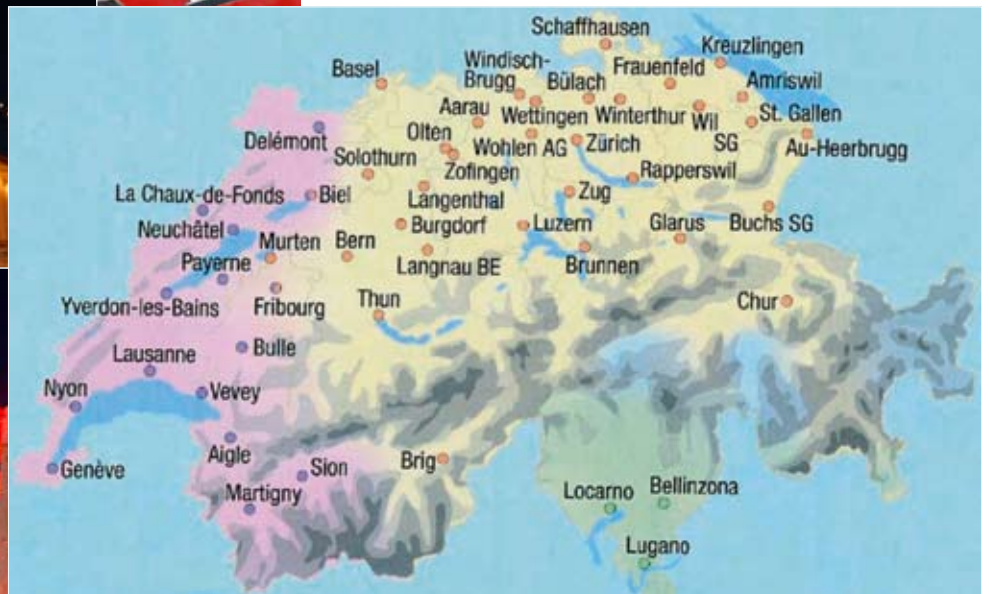 Schaffhausen
Kreuzlingen
Windisch-
Brugg
Bülach
Frauenfeld
Basel
Amriswil
Aarau
Wettingen
Winterthur
Wil
SG
St. Gallen
Delémont
Olten
Wohlen AG
Zürich
Au-Heerbrugg
Solothurn
Zofingen
Rapperswil
La Chaux-de-Fonds
Biel
Langenthal
Zug
Neuchâtel
Burgdorf
Luzern
Glarus
Buchs SG
Murten
Bern
Payerne
Langnau BE
Brunnen
Yverdon-les-Bains
Fribourg
Thun
Chur
Lausanne
Bulle
Nyon
Vevey
Aigle
Genève
Sion
Brig
Martigny
Locarno
Bellinzona
Lugano